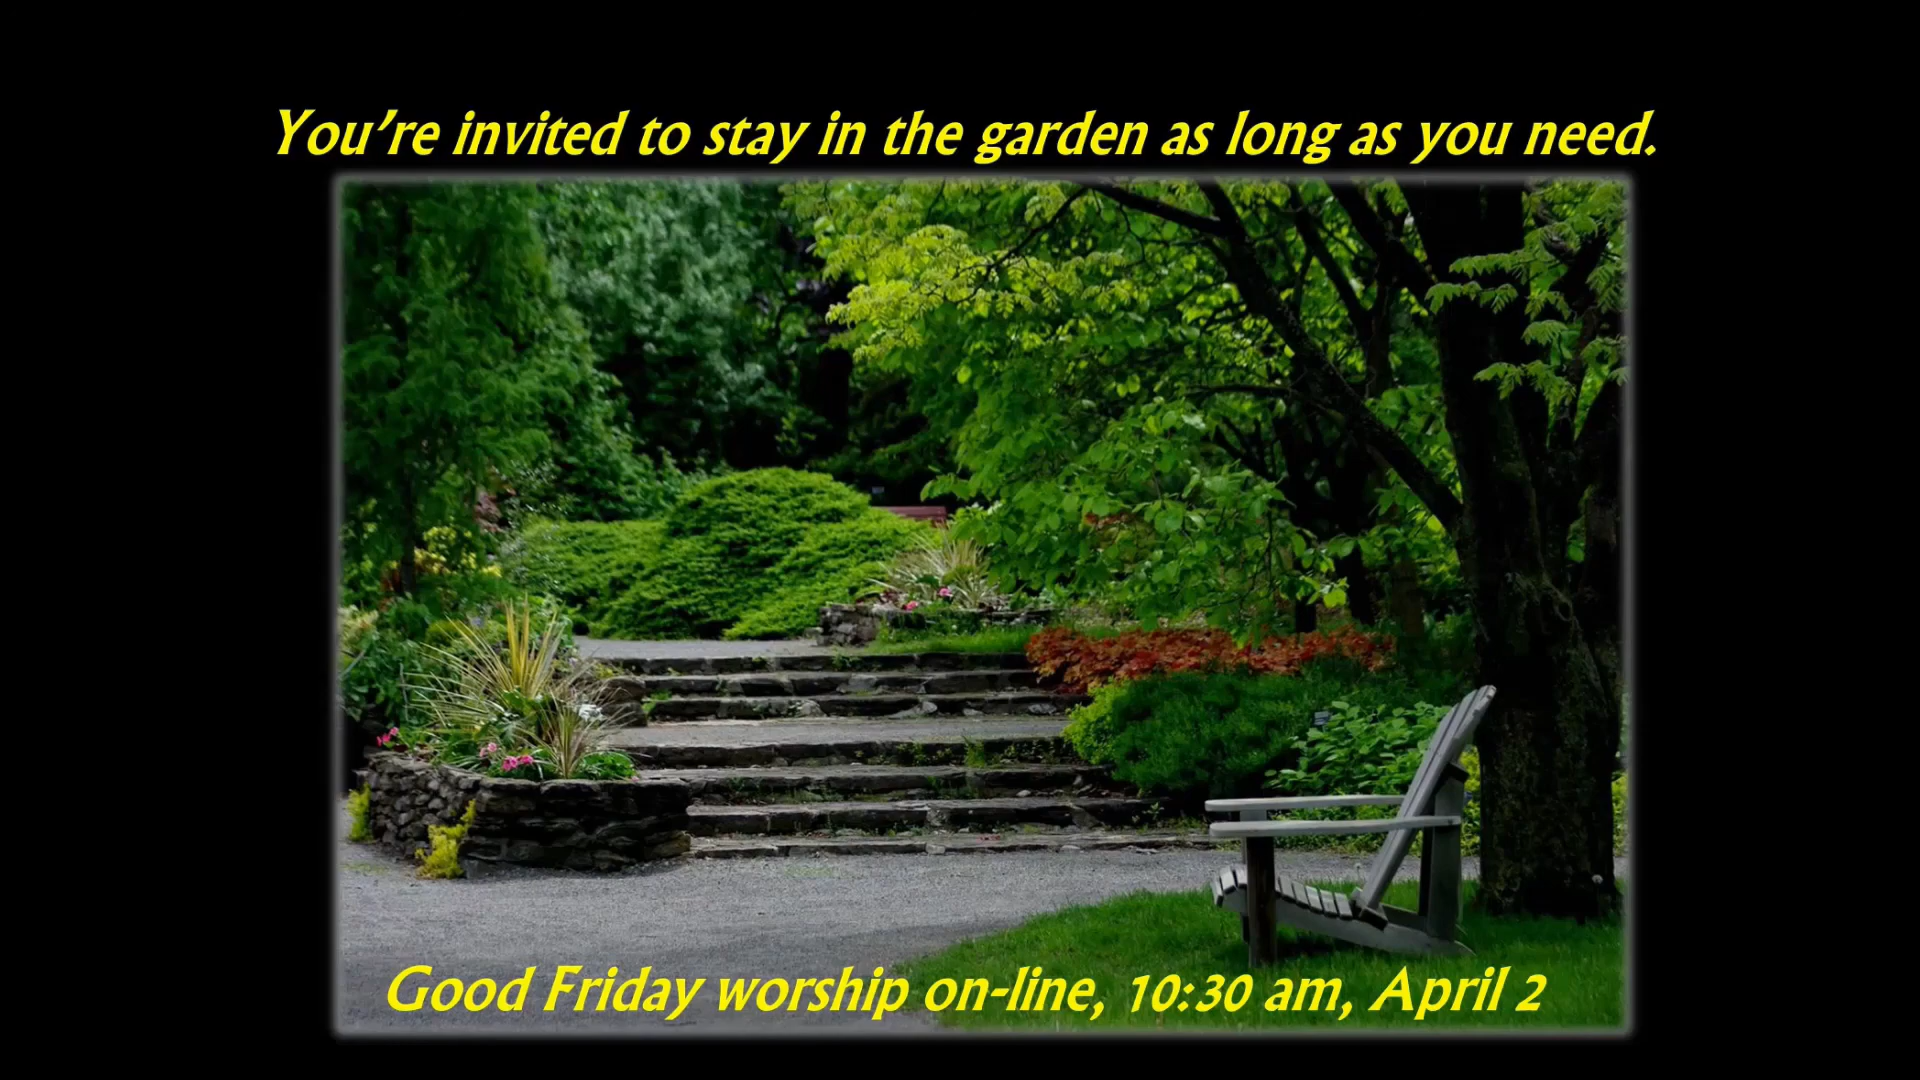 You’re invited to stay in the garden as long as you need.
Good Friday worship on-line, 10:30 am, April 2